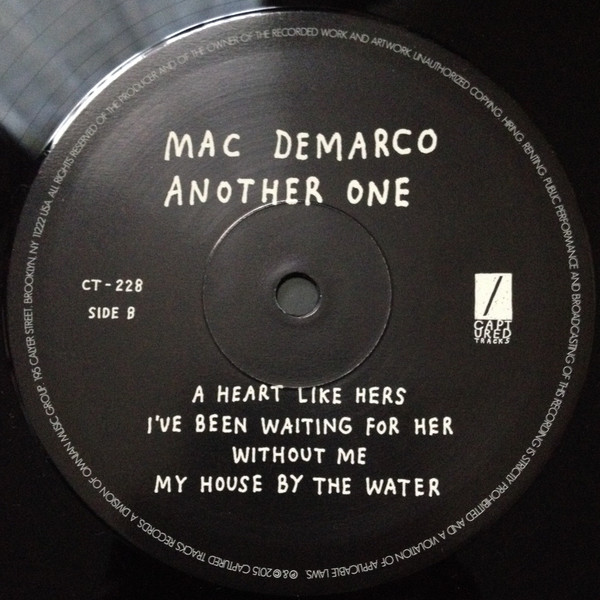 MAC DEMARCO
ANOTHER ONE
CT-228
SIDE B
CAPT
URED
TRACKS
A HEART LIKE HERS
I'VE BEEN WAITING FOR HER
WITHOUT ME
MY HOUSE BY THE WATER
℗&©2015 CAPTURED TRACKS RECORDS. A DIVISION OF OMNIAN MUSIC GROUP. 195 CALYER STREET. BROOKLYN, NY 11222 USA. ALL RIGHTS RESERVED OF THE PRODUCER AND OF THE OWNER OF THE RECORDED WORK AND ARTWORK. UNAUTHORIZED COPYING, HIRING, RENTING, PUBLIC PERFORMANCE AND BROADCASTING OF THIS RECORDING IS STRICTLY PROHIBITED AND A VIOLATION OF APPLICABLE LAWS.